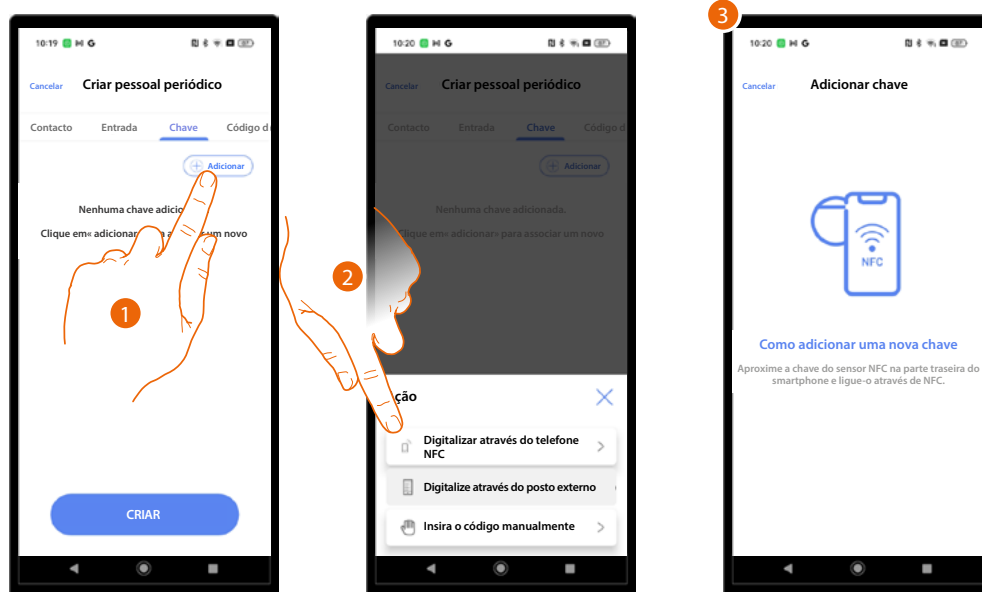 10:19
Cancelar Criar pessoal periódico
Contacto Entrada Chave Código d
Adicionar
Nenhuma chave adicio
Clique em« adicionar um novo
1
CRIAR
2
10:20
Cancelar Criar pessoal periódico
Contacto Entrada Chave Código d
Adicionar
Nenhuma chave adicionada.
Clique em« adicionar» para associar um novo
ção
Digitalizar através do telefone
NFC
Digitalize através do posto externo
Insira o código manualmente
3
10:20
Cancelar Adicionar chave
NFC
Como adicionar uma nova chave
Aproxime a chave do sensor NFC na parte traseira do
smartphone e ligue-o através de NFC.